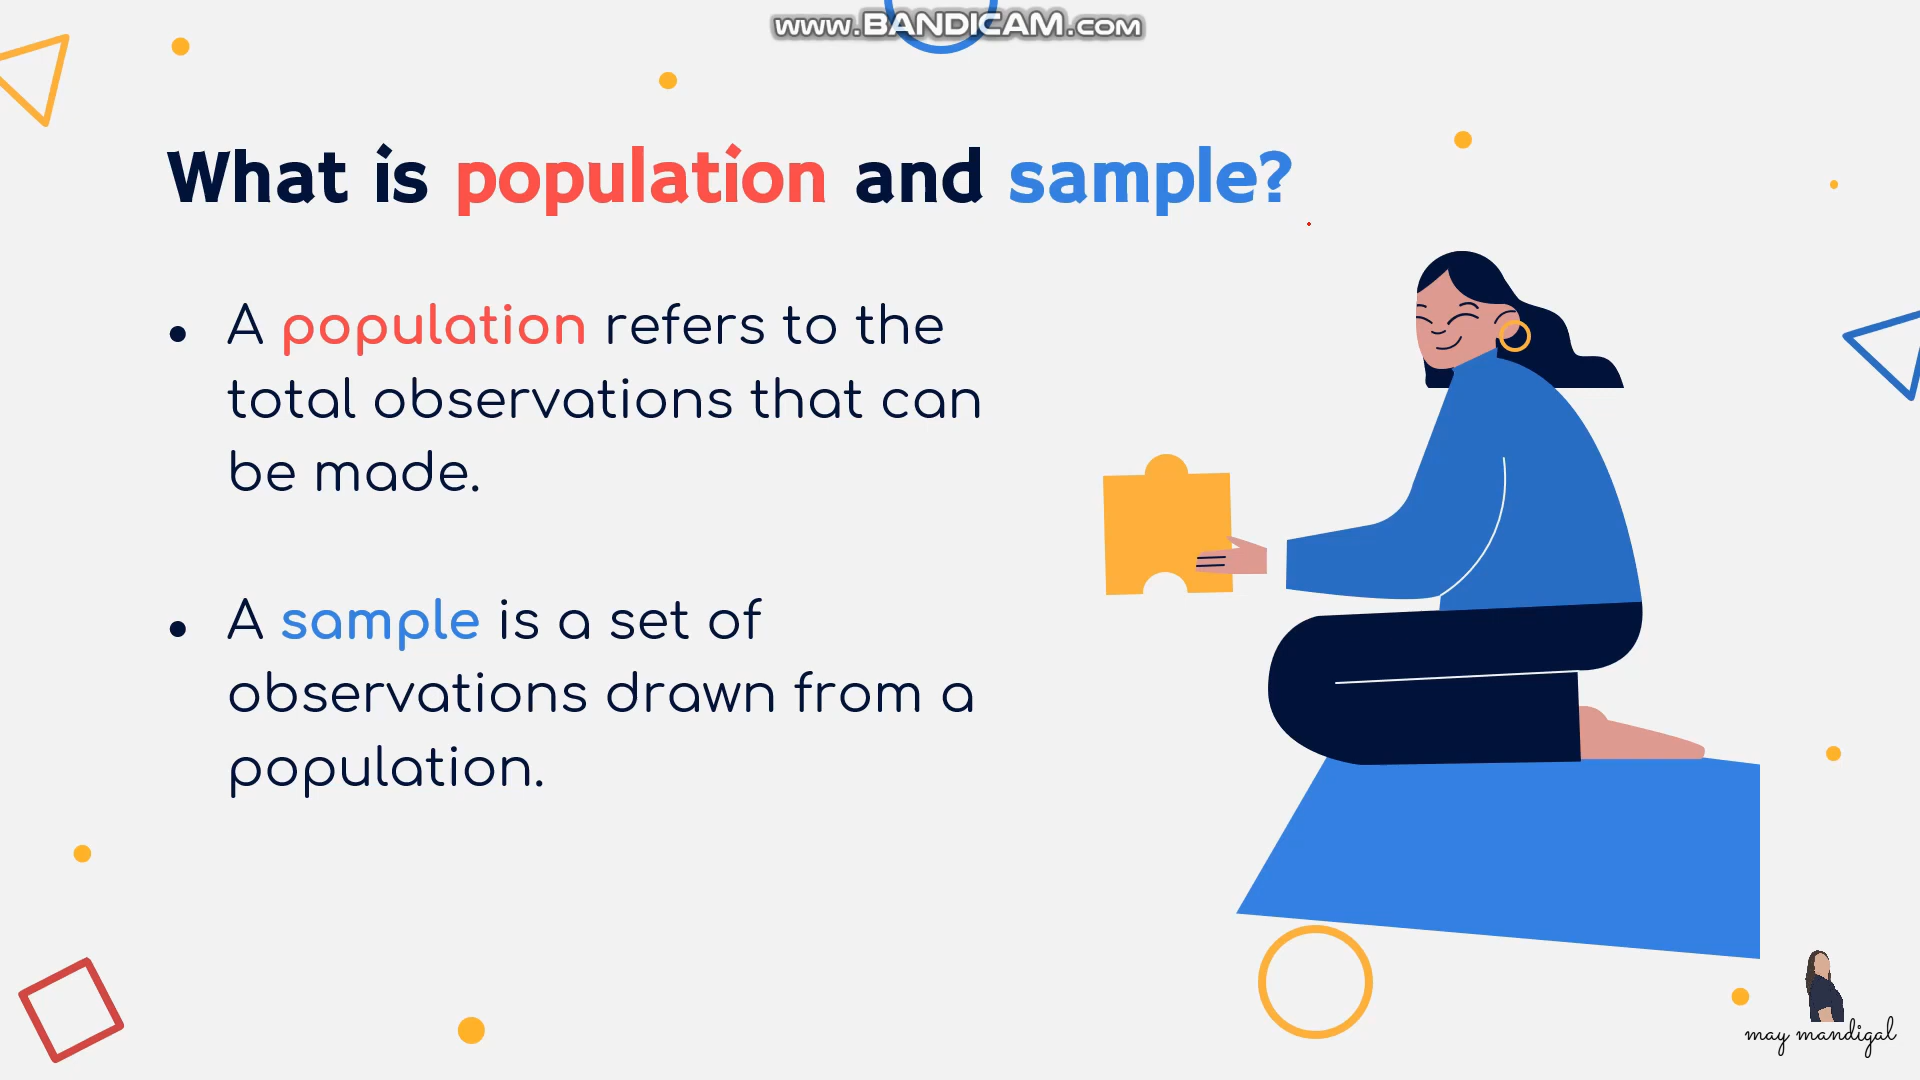 www.BANDICAM.com
What is population and sample?
• A population refers to the
total observations that can
be made.
• A sample is a set of
observations drawn from a
population.
may mandigal